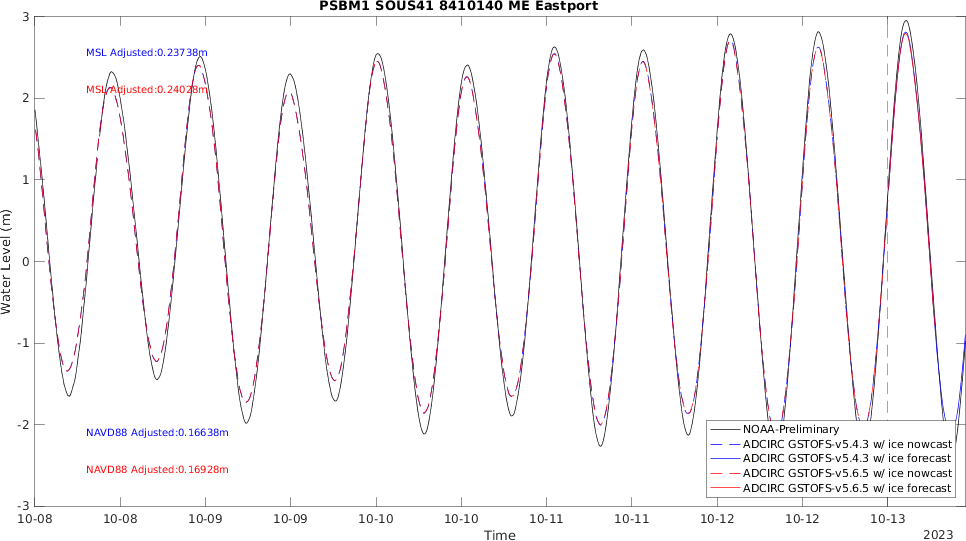 PSBM1 SOUS41 8410140 ME Eastport
3
2
1
0
-1
-2
-3
Water Level (m)
MSL Adjusted:0.23738m
MSL Adjusted:0.24028m
NAVD88 Adjusted:0.16638m
NAVD88 Adjusted:0.16928m
NOAA-Preliminary
ADCIRC GSTOFS-v5.4.3 w/ ice nowcast
ADCIRC GSTOFS-v5.4.3 w/ ice forecast
ADCIRC GSTOFS-v5.6.5 w/ ice nowcast
ADCIRC GSTOFS-v5.6.5 w/ ice forecast
10-08 10-08 10-09 10-09 10-10 10-10 10-11 10-11 10-12 10-12 10-13
Time
2023